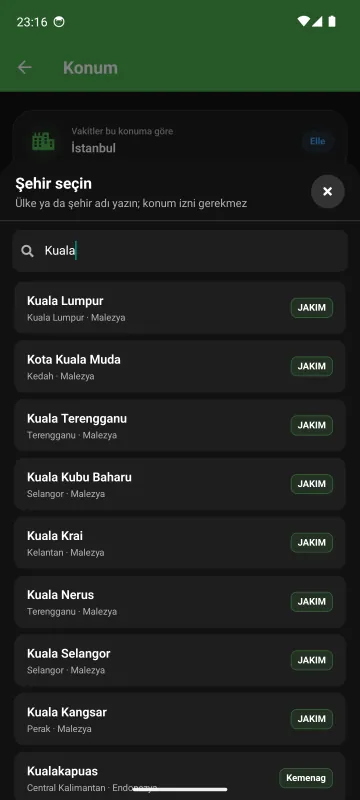 23:16
Konum
Vakitler bu konuma göre
İstanbul
Elle
Şehir seçin
Ülke ya da şehir adı yazın; konum izni gerekmez
Kuala
Kuala Lumpur
Kuala Lumpur · Malezya
JAKIM
Kota Kuala Muda
Kedah · Malezya
JAKIM
Kuala Terengganu
Terengganu · Malezya
JAKIM
Kuala Kubu Baharu
Selangor · Malezya
JAKIM
Kuala Krai
Kelantan · Malezya
JAKIM
Kuala Nerus
Terengganu · Malezya
JAKIM
Kuala Selangor
Selangor · Malezya
JAKIM
Kuala Kangsar
Perak · Malezya
JAKIM
Kualakapuas
Central Kalimantan · Endonezya
Kemenag